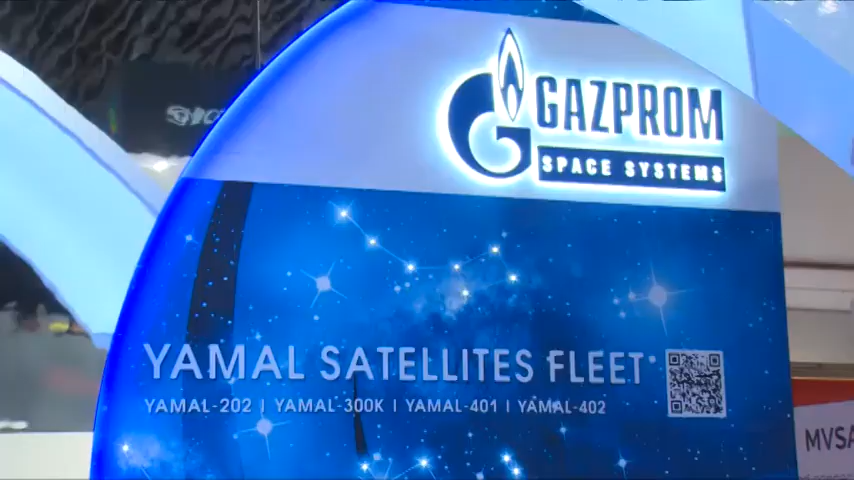 GAZPROM
SPACE SYSTEMS
YAMAL SATELLITES FLEET
YAMAL-202 | YAMAL-300K | YAMAL-401 | YAMAL-402